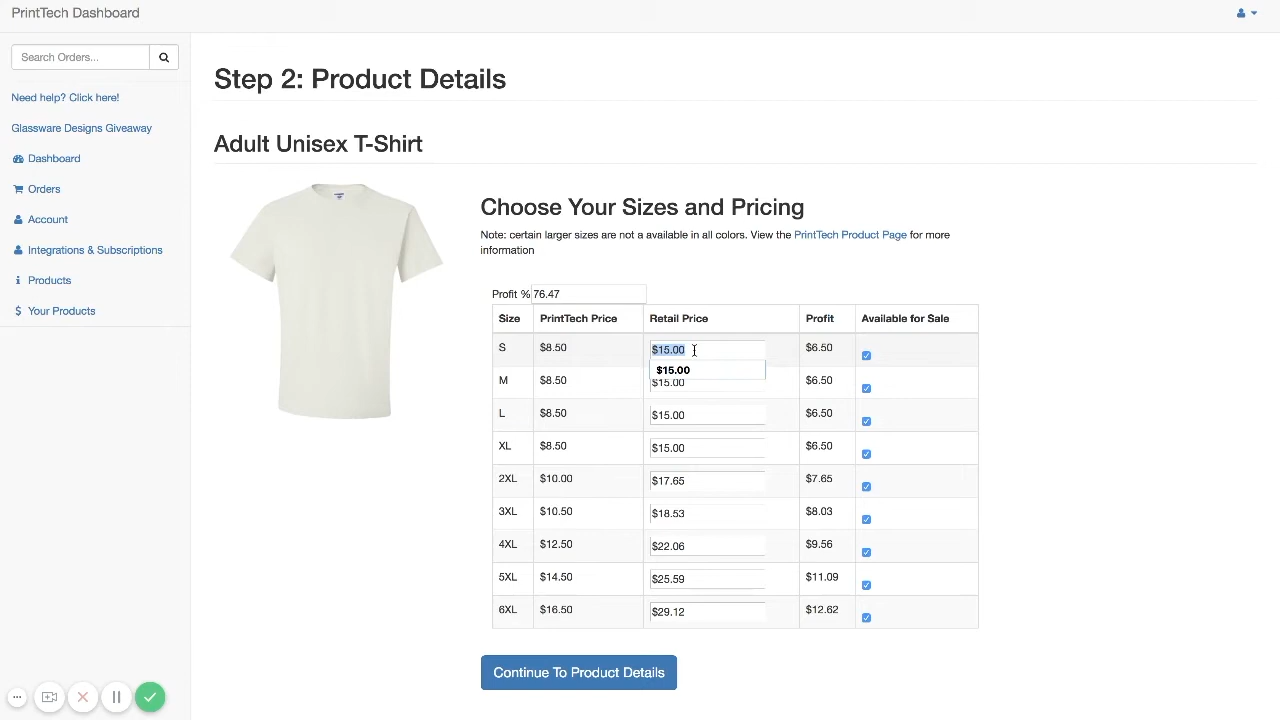 PrintTech Dashboard
Search Orders...
Need help? Click here!
Glassware Designs Giveaway
Dashboard
Orders
Account
Integrations & Subscriptions
Products
Your Products
Step 2: Product Details
Adult Unisex T-Shirt
Choose Your Sizes and Pricing
Note: certain larger sizes are not a available in all colors. View the PrintTech Product Page for more
information
Profit % 76.47
Size PrintTech Price Retail Price Profit Available for Sale
S $8.50 $15.00 $6.50
$15.00
M $8.50 $15.00 $6.50
L $8.50 $15.00 $6.50
XL $8.50 $15.00 $6.50
2XL $10.00 $17.65 $7.65
3XL $10.50 $18.53 $8.03
4XL $12.50 $22.06 $9.56
5XL $14.50 $25.59 $11.09
6XL $16.50 $29.12 $12.62
Continue To Product Details